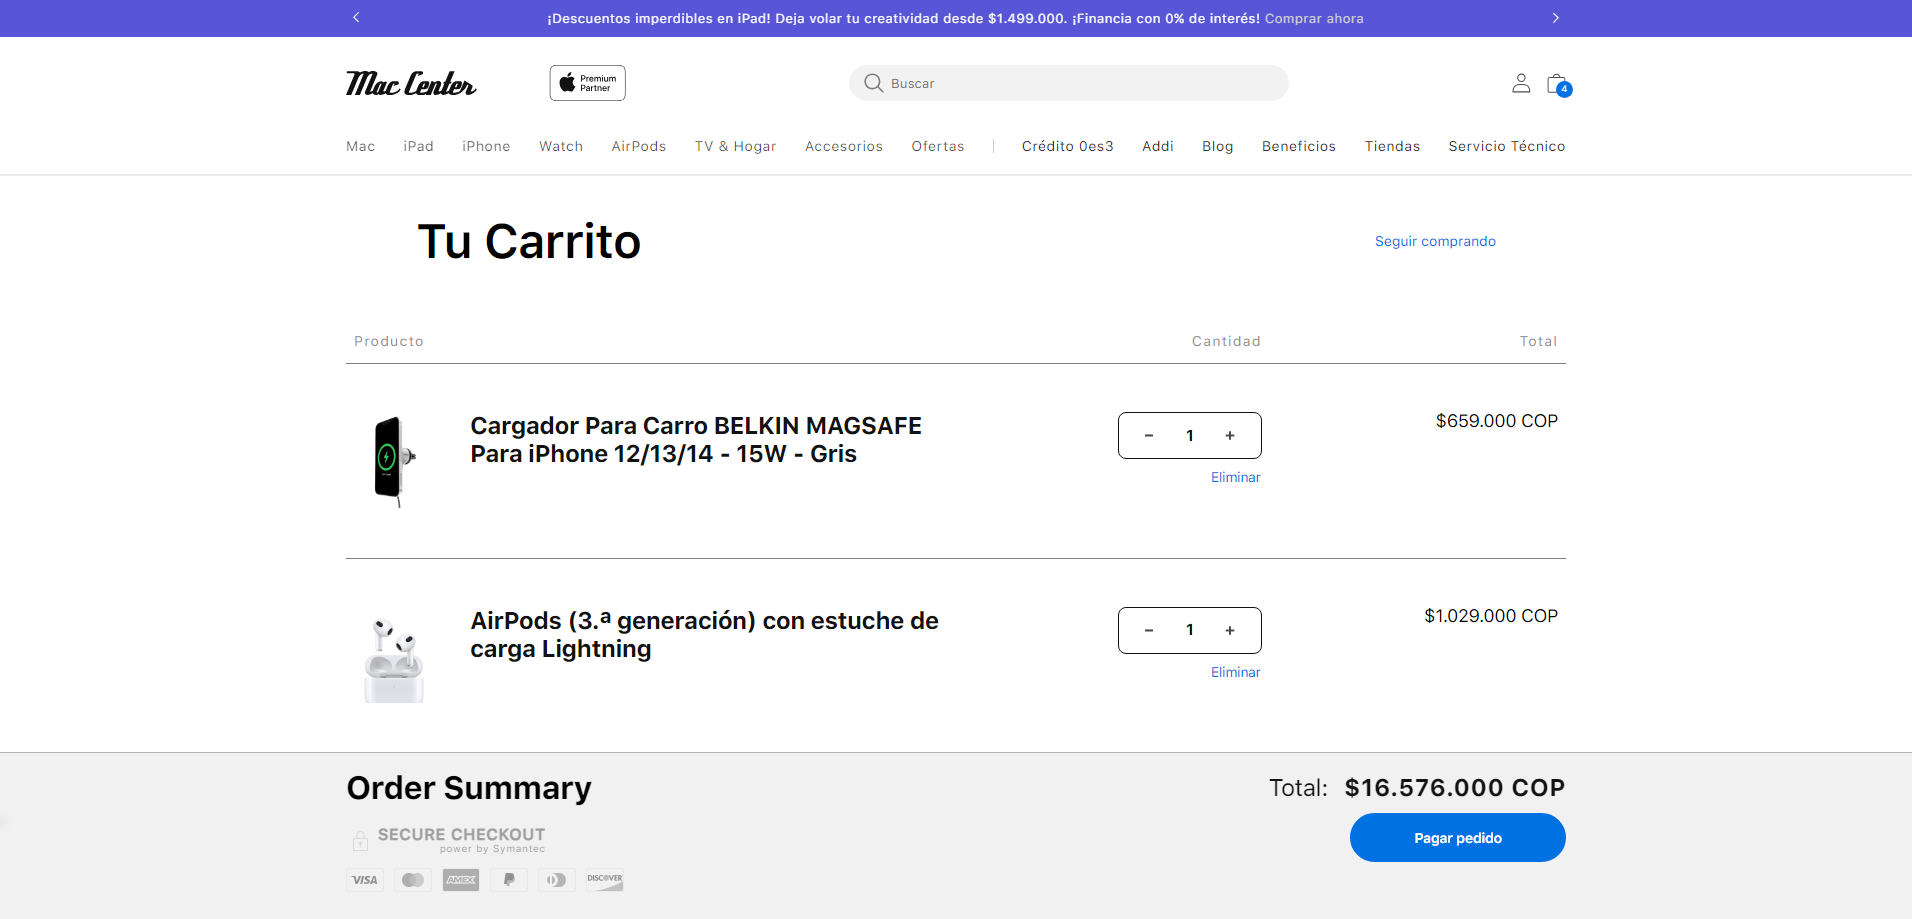 ¡Descuentos imperdibles en iPad! Deja volar tu creatividad desde $1.499.000. ¡Financia con 0% de interés! Comprar ahora
Mac Center
Premium
Partner
Buscar
4
Mac iPad iPhone Watch AirPods TV & Hogar Accesorios Ofertas Crédito 0es3 Addi Blog Beneficios Tiendas Servicio Técnico
Tu Carrito
Seguir comprando
Producto Cantidad Total
Cargador Para Carro BELKIN MAGSAFE
Para iPhone 12/13/14 - 15W - Gris
− 1 +
$659.000 COP
Eliminar
AirPods (3.ª generación) con estuche de
carga Lightning
− 1 +
$1.029.000 COP
Eliminar
Order Summary
Total: $16.576.000 COP
SECURE CHECKOUT
power by Symantec
Pagar pedido
VISA
AMEX
DISCOVER